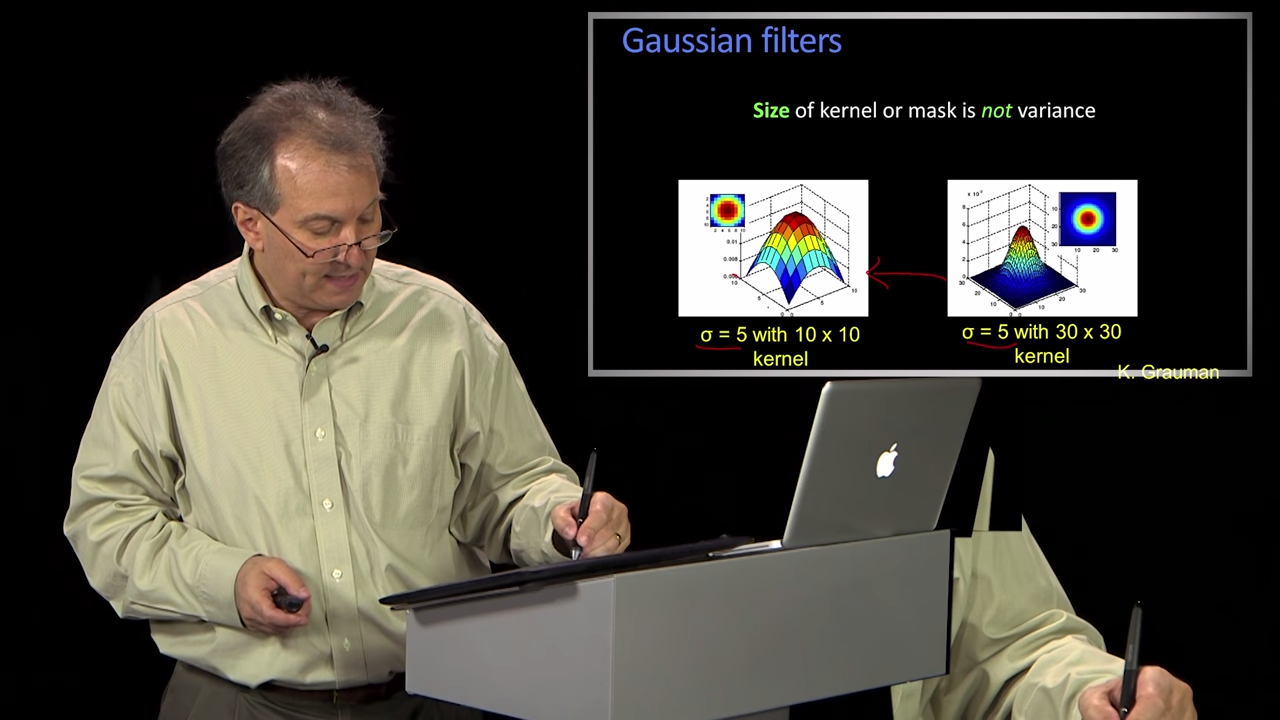 Gaussian filters
Size of kernel or mask is not variance
σ = 5 with 10 x 10
kernel
σ = 5 with 30 x 30
kernel
K. Grauman